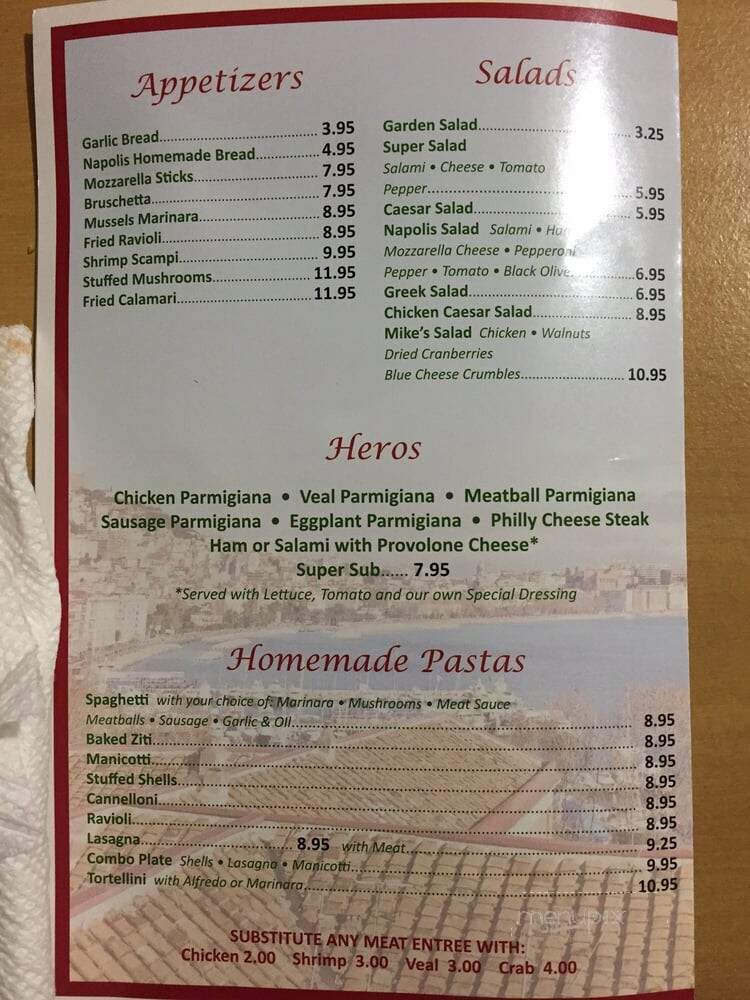 Appetizers
Garlic Bread 3.95
Napolis Homemade Bread 4.95
Mozzarella Sticks 7.95
Bruschetta 7.95
Mussels Marinara 8.95
Fried Ravioli 8.95
Shrimp Scampi 9.95
Stuffed Mushrooms 11.95
Fried Calamari 11.95
Salads
Garden Salad 3.25
Super Salad
Salami • Cheese • Tomato
Pepper 5.95
Caesar Salad 5.95
Napolis Salad Salami •
Mozzarella Cheese • Pepperoni
Pepper • Tomato • Black Olive 6.95
Greek Salad 6.95
Chicken Caesar Salad 8.95
Mike's Salad Chicken • Walnuts
Dried Cranberries
Blue Cheese Crumbles 10.95
Heros
Chicken Parmigiana • Veal Parmigiana • Meatball Parmigiana
Sausage Parmigiana • Eggplant Parmigiana • Philly Cheese Steak
Ham or Salami with Provolone Cheese*
Super Sub...... 7.95
*Served with Lettuce, Tomato and our own Special Dressing
Homemade Pastas
Spaghetti with your choice of: Marinara • Mushrooms • Meat Sauce
Meatballs • Sausage • Garlic & Oil 8.95
Baked Ziti 8.95
Manicotti 8.95
Stuffed Shells 8.95
Cannelloni 8.95
Ravioli 8.95
Lasagna 8.95 with Meat 9.25
Combo Plate Shells • Lasagna • Manicotti 9.95
Tortellini with Alfredo or Marinara 10.95
SUBSTITUTE ANY MEAT ENTREE WITH:
Chicken 2.00 Shrimp 3.00 Veal 3.00 Crab 4.00
menupix